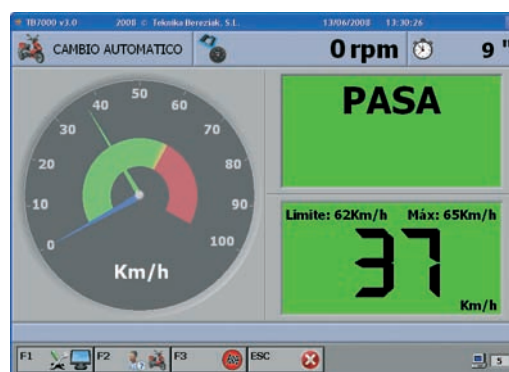 TB7000 v3.0 2008 © Teknika Bereziak, S.L. 13/06/2008 13:30:26
CAMBIO AUTOMATICO 0 rpm 9 "
PASA
0 10 20 30 40 50 60 70 80 90 100
Km/h
Límite: 62Km/h Máx: 65Km/h
37
Km/h
F1 F2 F3 ESC 5